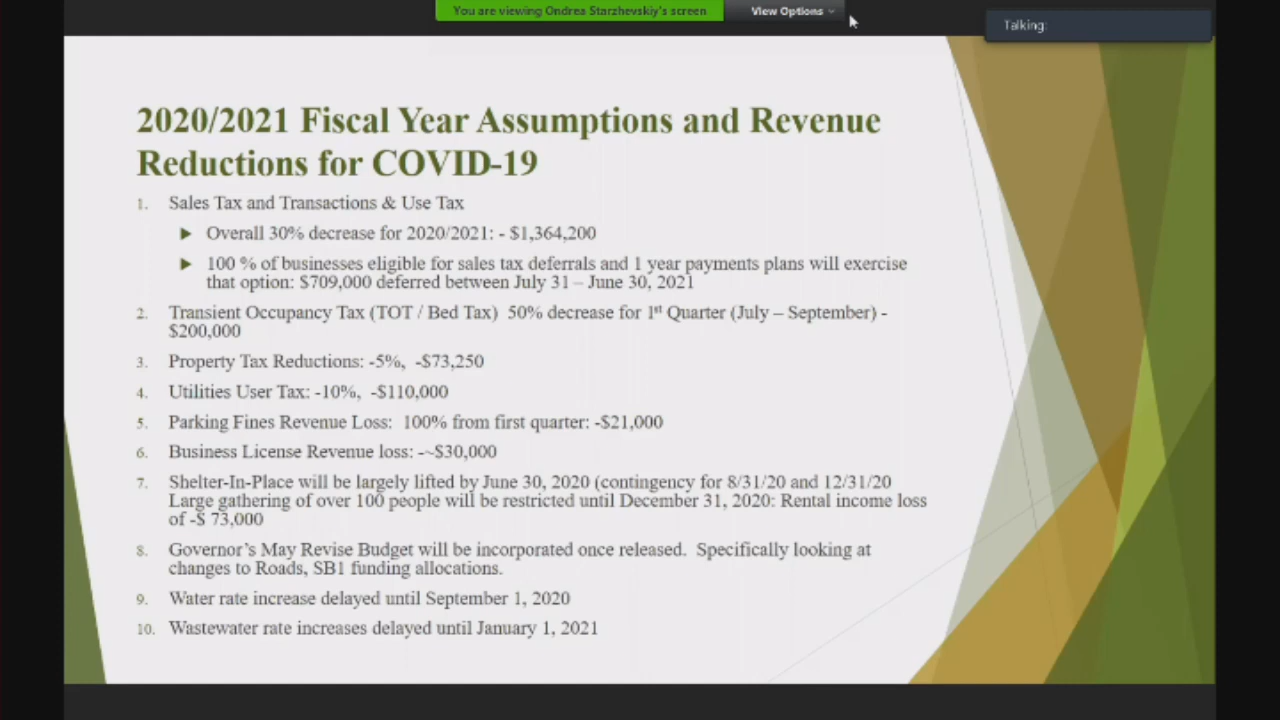 You are viewing Ondrea Starzhevskiy's screen
View Options
Talking:
2020/2021 Fiscal Year Assumptions and Revenue
Reductions for COVID-19
1. Sales Tax and Transactions & Use Tax
Overall 30% decrease for 2020/2021: - $1,364,200
100 % of businesses eligible for sales tax deferrals and 1 year payments plans will exercise
that option: $709,000 deferred between July 31 – June 30, 2021
2. Transient Occupancy Tax (TOT / Bed Tax) 50% decrease for 1st Quarter (July – September) -
$200,000
3. Property Tax Reductions: -5%, -$73,250
4. Utilities User Tax: -10%, -$110,000
5. Parking Fines Revenue Loss: 100% from first quarter: -$21,000
6. Business License Revenue loss: -~$30,000
7. Shelter-In-Place will be largely lifted by June 30, 2020 (contingency for 8/31/20 and 12/31/20
Large gathering of over 100 people will be restricted until December 31, 2020: Rental income loss
of -$ 73,000
8. Governor's May Revise Budget will be incorporated once released. Specifically looking at
changes to Roads, SB1 funding allocations.
9. Water rate increase delayed until September 1, 2020
10. Wastewater rate increases delayed until January 1, 2021